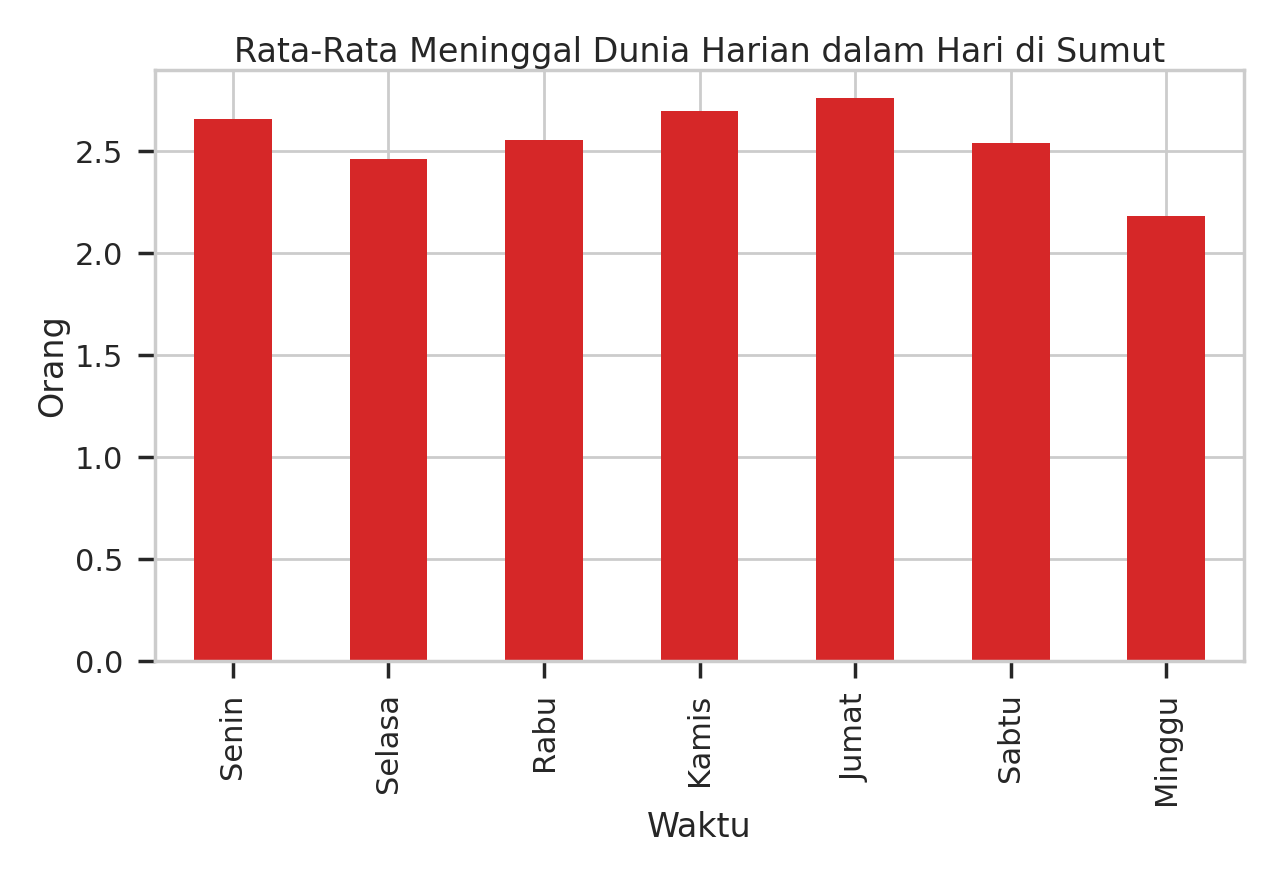 Rata-Rata Meninggal Dunia Harian dalam Hari di Sumut
Orang
2.5
2.0
1.5
1.0
0.5
0.0
Senin
Selasa
Rabu
Kamis
Jumat
Sabtu
Minggu
Waktu